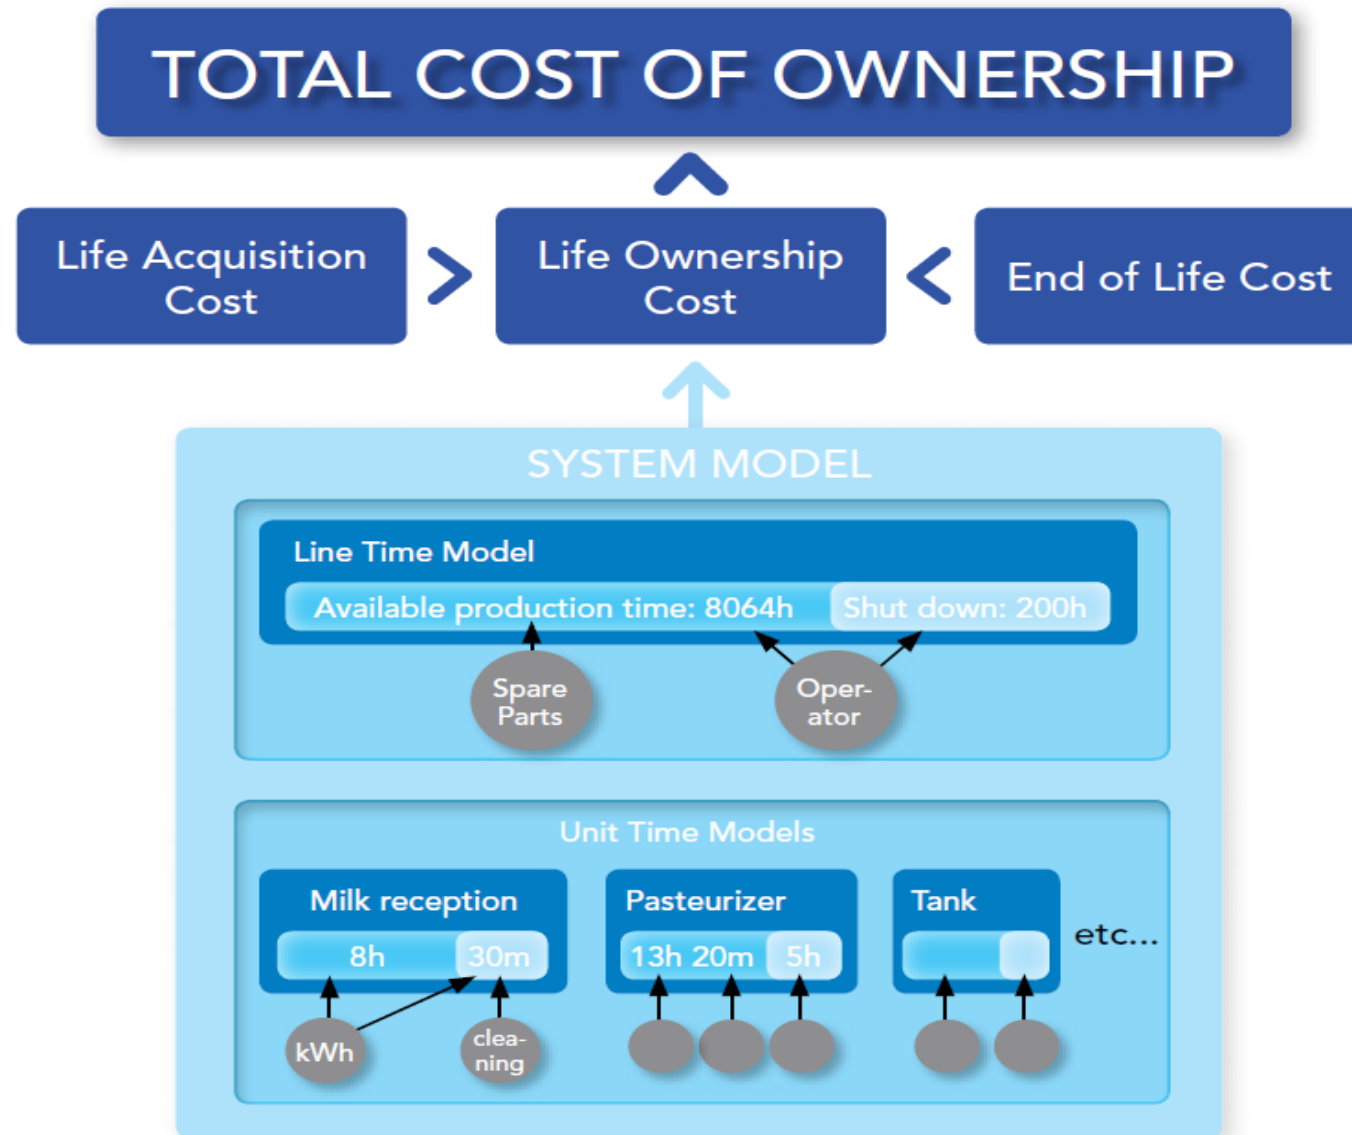 TOTAL COST OF OWNERSHIP
Life Acquisition
Cost
Life Ownership
Cost
End of Life Cost
SYSTEM MODEL
Line Time Model
Available production time: 8064h
Shut down: 200h
Spare
Parts
Oper-
ator
Unit Time Models
Milk reception
8h
30m
kWh
clea-
ning
Pasteurizer
13h 20m
5h
Tank
etc...